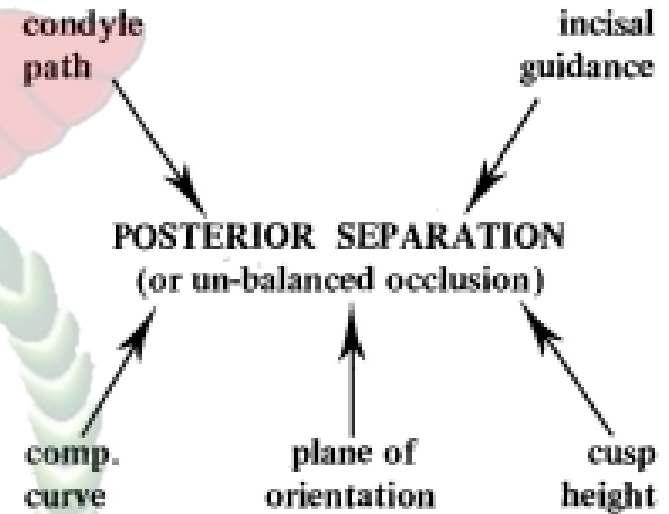 condyle
path
incisal
guidance
POSTERIOR SEPARATION
(or un-balanced occlusion)
comp.
curve
plane of
orientation
cusp
height